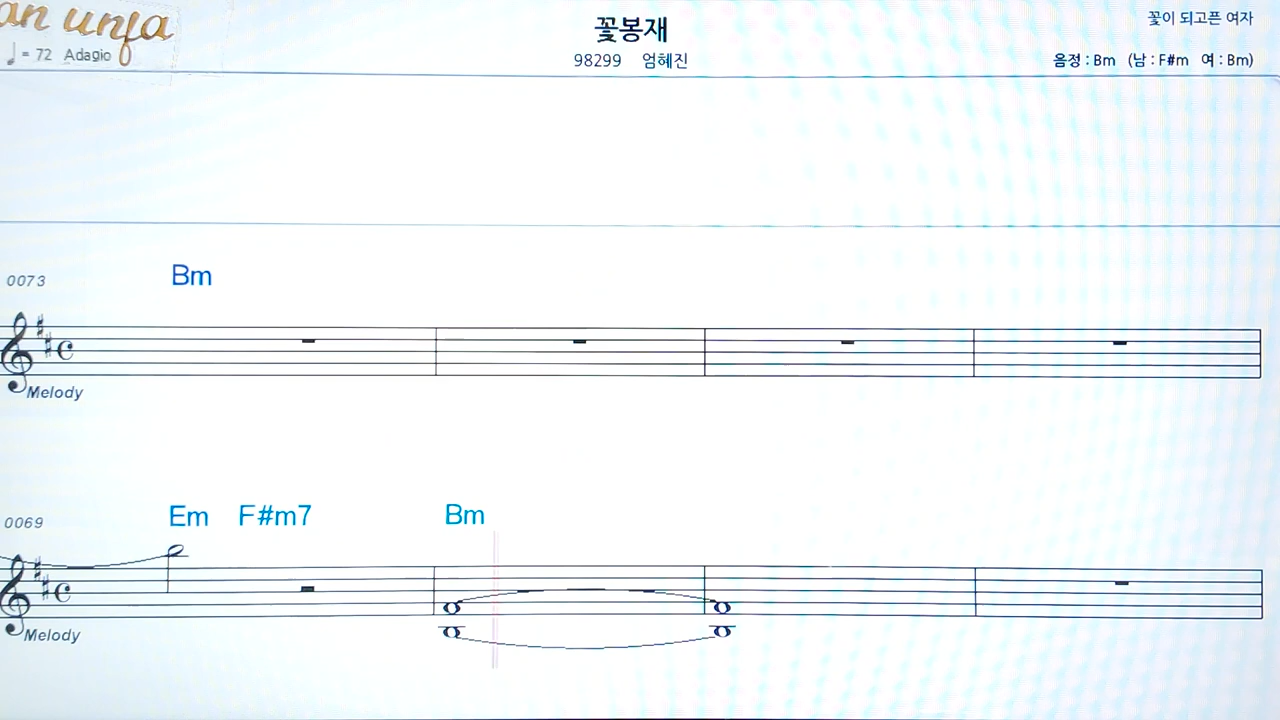 an unfa
♩ = 72 Adagio
꽃봉재
98299 엄혜진
꽃이 되고픈 여자
음정 : Bm (남 : F#m 여 : Bm)
0073
Bm
Melody
0069
Em F#m7 Bm
Melody